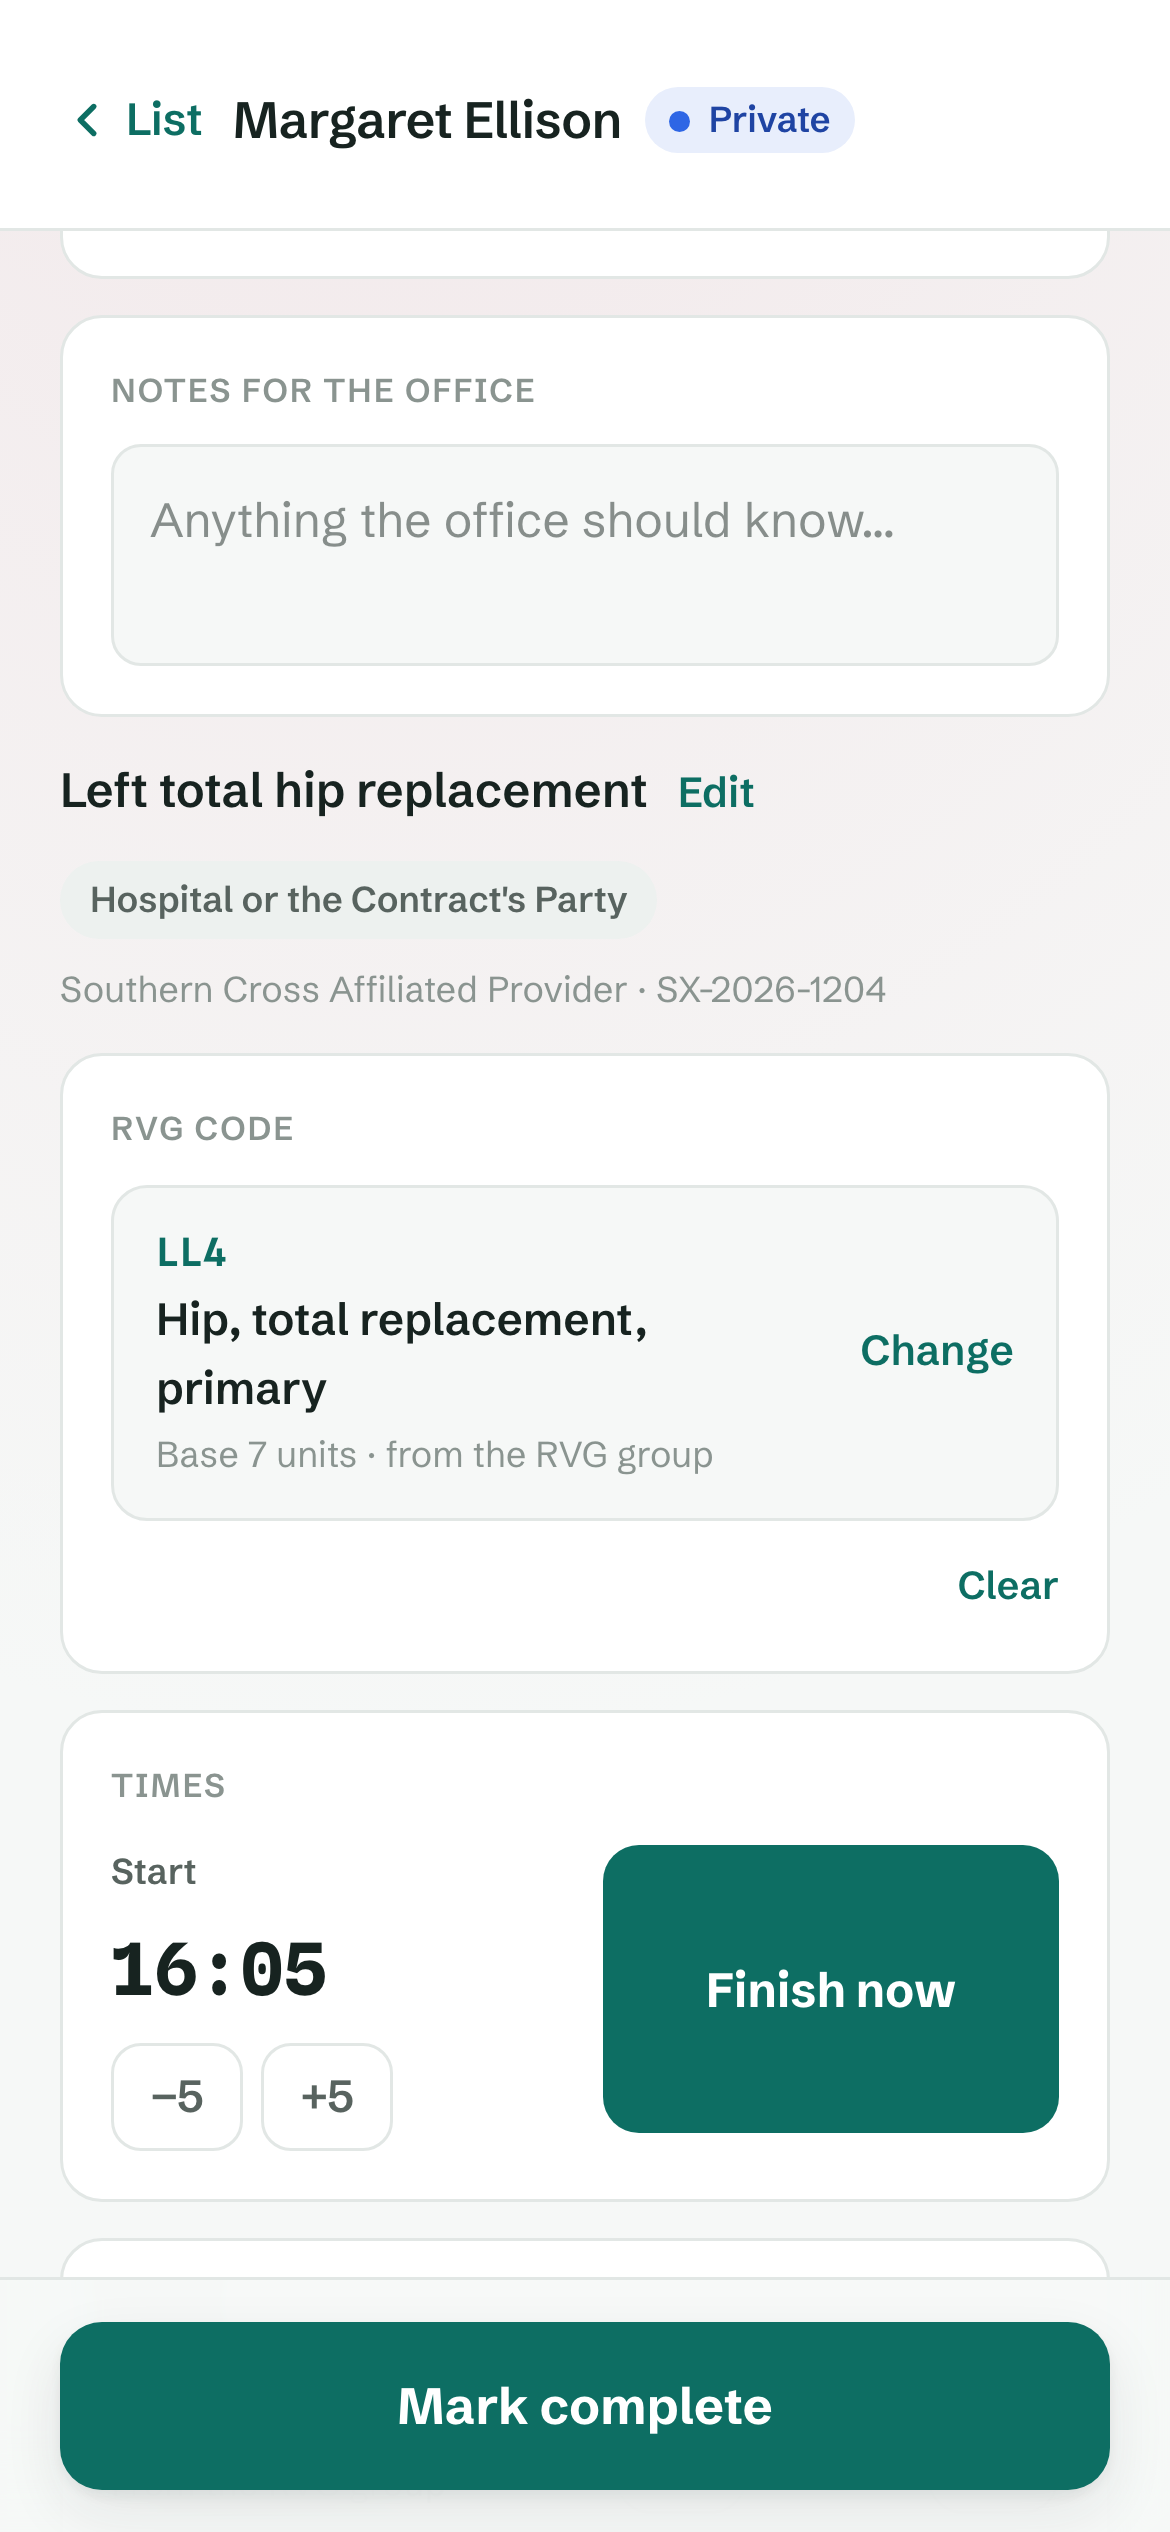 List Margaret Ellison Private
NOTES FOR THE OFFICE
Anything the office should know...
Left total hip replacement Edit
Hospital or the Contract's Party
Southern Cross Affiliated Provider · SX-2026-1204
RVG CODE
LL4
Hip, total replacement,
primary
Change
Base 7 units · from the RVG group
Clear
TIMES
Start
16:05
Finish now
−5 +5
Mark complete